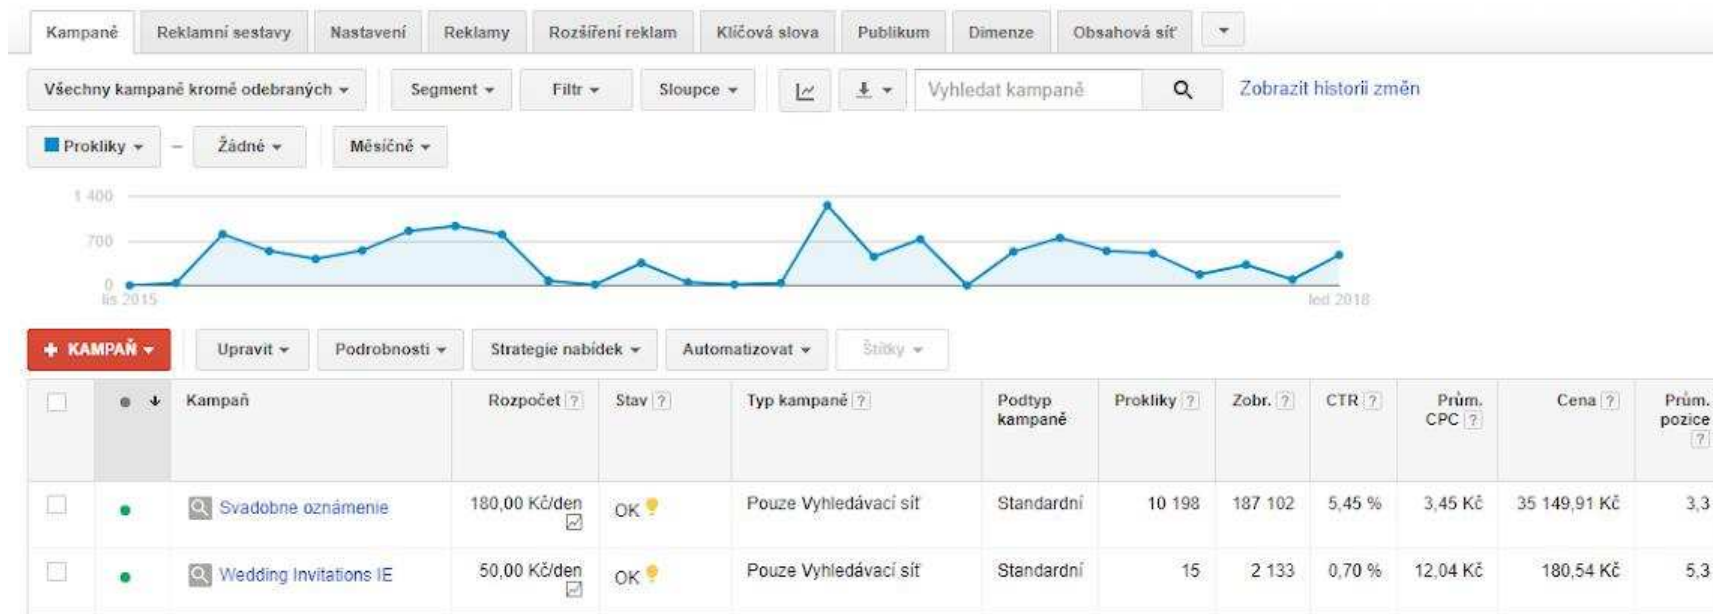 Kampaně Reklamní sestavy Nastavení Reklamy Rozšíření reklam Klíčová slova Publikum Dimenze Obsahová síť
Všechny kampaně kromě odebraných Segment Filtr Sloupce Vyhledat kampaně Zobrazit historii změn
Prokliky – Žádné Měsíčně
1 400
700
0
lis 2015 led 2018
+ KAMPAŇ Upravit Podrobnosti Strategie nabídek Automatizovat Štítky
Kampaň Rozpočet ? Stav ? Typ kampaně ? Podtyp kampaně Prokliky ? Zobr. ? CTR ? Prům. CPC ? Cena ? Prům. pozice ?
Svadobne oznámenie 180,00 Kč/den OK Pouze Vyhledávací síť Standardní 10 198 187 102 5,45 % 3,45 Kč 35 149,91 Kč 3,3
Wedding Invitations IE 50,00 Kč/den OK Pouze Vyhledávací síť Standardní 15 2 133 0,70 % 12,04 Kč 180,54 Kč 5,3